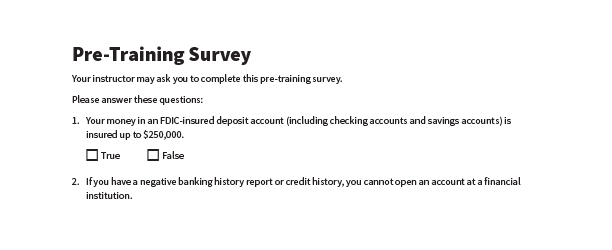 Pre-Training Survey
Your instructor may ask you to complete this pre-training survey.
Please answer these questions:
1. Your money in an FDIC-insured deposit account (including checking accounts and savings accounts) is
insured up to $250,000.
True False
2. If you have a negative banking history report or credit history, you cannot open an account at a financial
institution.